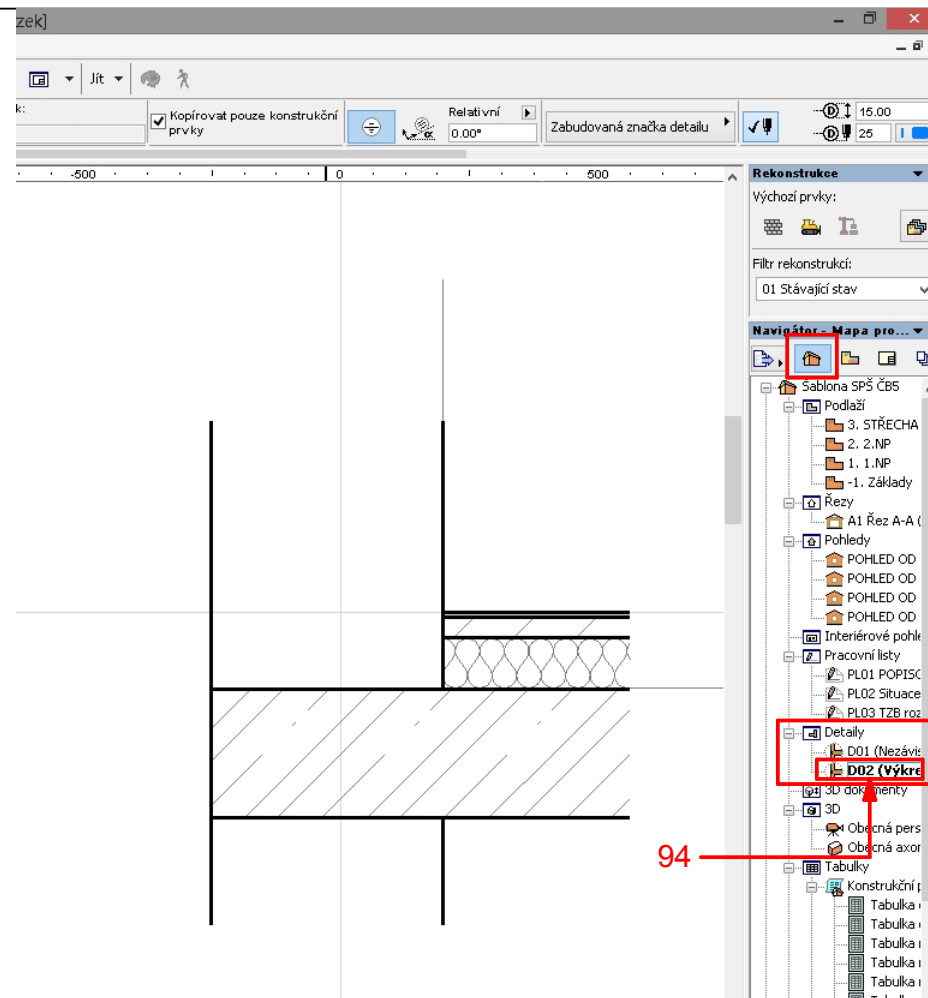 zek]
Jít
k:
Kopírovat pouze konstrukční
prvky
Relativní
0.00°
α
Zabudovaná značka detailu
D 15.00
D 25
-500 0 500
Rekonstrukce
Výchozí prvky:
Filtr rekonstrukcí:
01 Stávající stav
Navigátor - Mapa pro...
Šablona SPŠ ČB5
Podlaží
3. STŘECHA
2. 2.NP
1. 1.NP
-1. Základy
Řezy
A1 Řez A-A (
Pohledy
POHLED OD
POHLED OD
POHLED OD
POHLED OD
Interiérové pohle
Pracovní listy
PL01 POPISC
PL02 Situace
PL03 TZB roz
Detaily
D01 (Nezávis
D02 (Výkre
3D dokumenty
3D
Obecná pers
94
Obecná axor
Tabulky
Konstrukční p
Tabulka
Tabulka
Tabulka
Tabulka
Tabulka